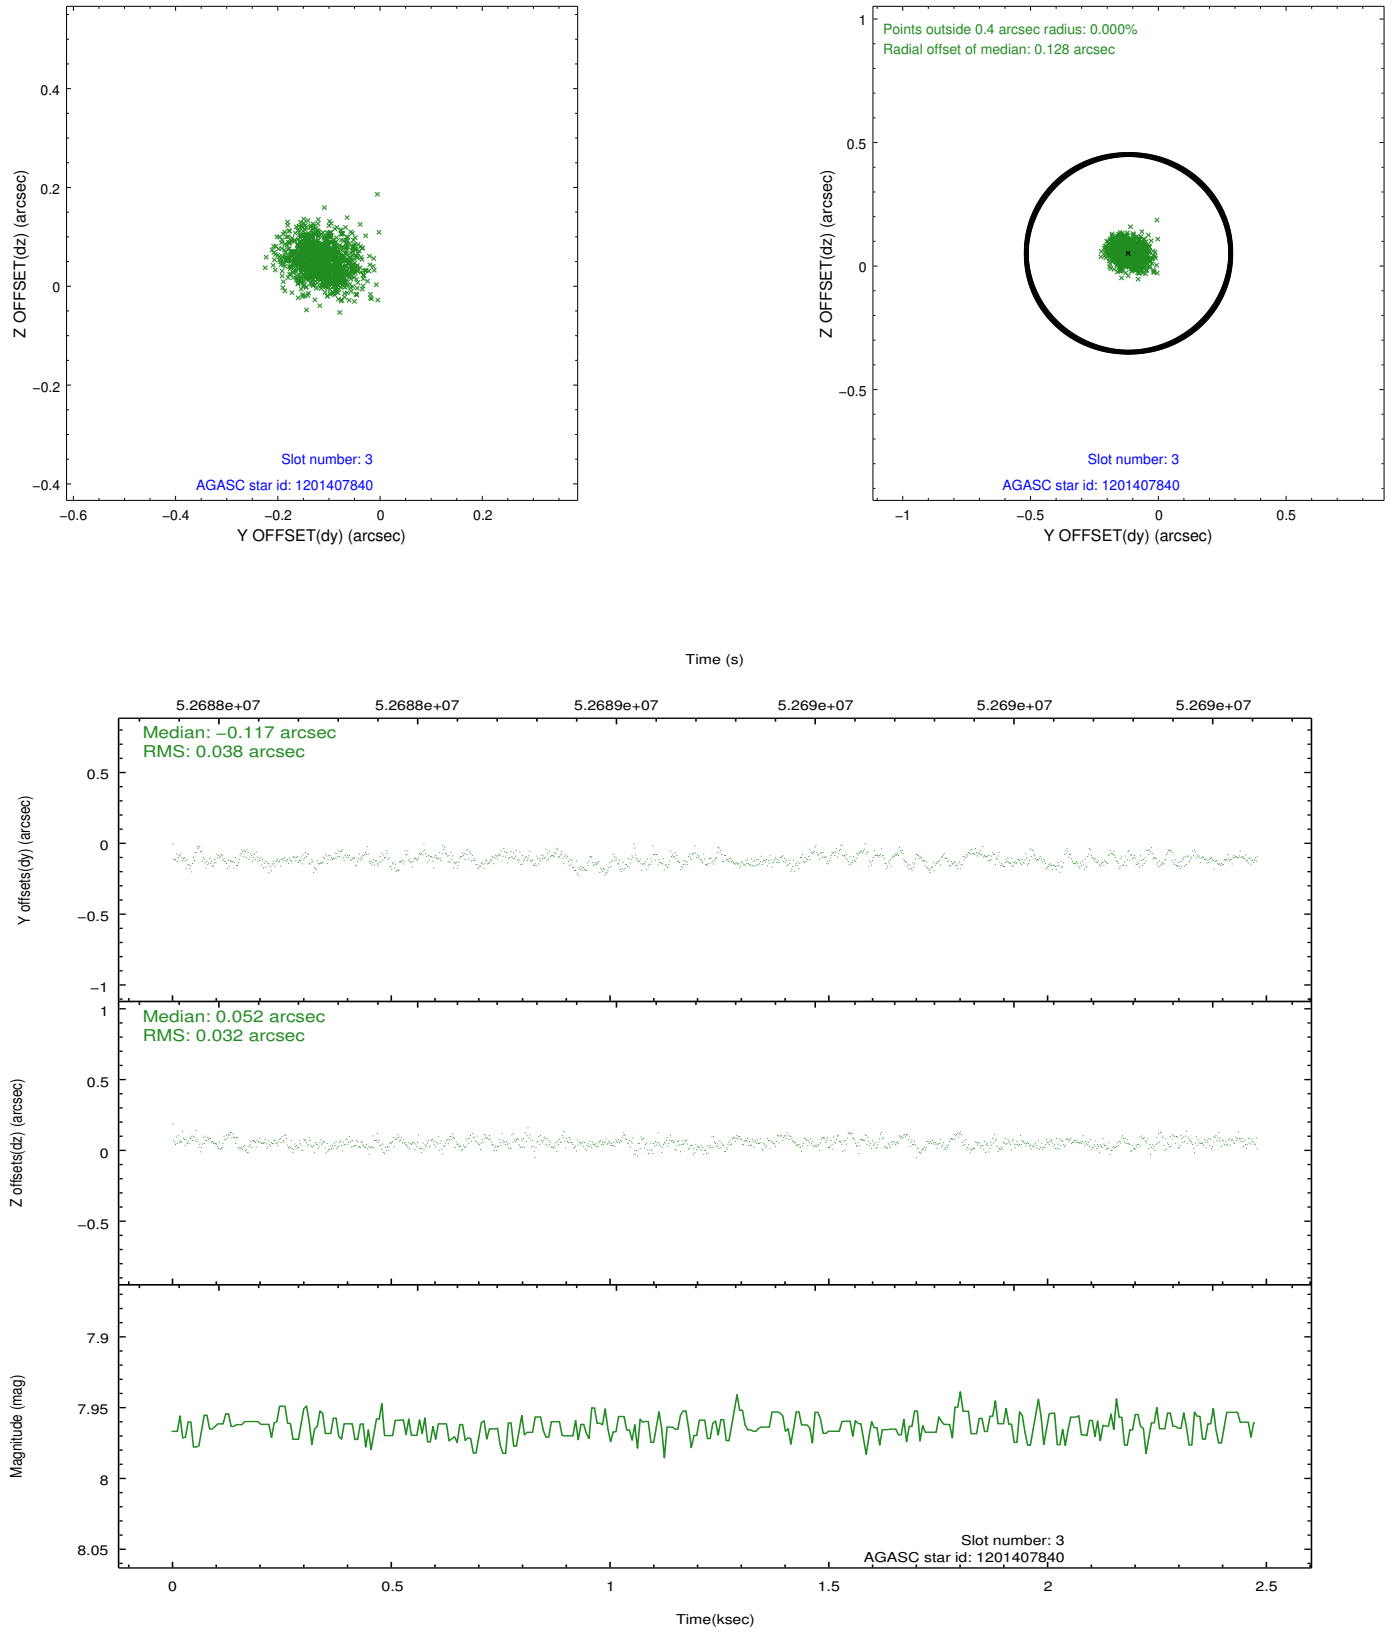 0.4
0.2
0
−0.2
−0.4
Z OFFSET(dz) (arcsec)
Slot number: 3
AGASC star id: 1201407840
−0.6
−0.4
−0.2
0
0.2
Y OFFSET(dy) (arcsec)
Points outside 0.4 arcsec radius: 0.000%
Radial offset of median: 0.128 arcsec
1
0.5
0
−0.5
Z OFFSET(dz) (arcsec)
Slot number: 3
AGASC star id: 1201407840
−1
−0.5
0
0.5
Y OFFSET(dy) (arcsec)
Time (s)
5.2688e+07
5.2688e+07
5.2689e+07
5.269e+07
5.269e+07
5.269e+07
Median: −0.117 arcsec
RMS: 0.038 arcsec
0.5
0
−0.5
−1
Y offsets(dy) (arcsec)
Median: 0.052 arcsec
RMS: 0.032 arcsec
1
0.5
0
−0.5
Z offsets(dz) (arcsec)
7.9
7.95
8
8.05
Magnitude (mag)
Slot number: 3
AGASC star id: 1201407840
0
0.5
1
1.5
2
2.5
Time(ksec)